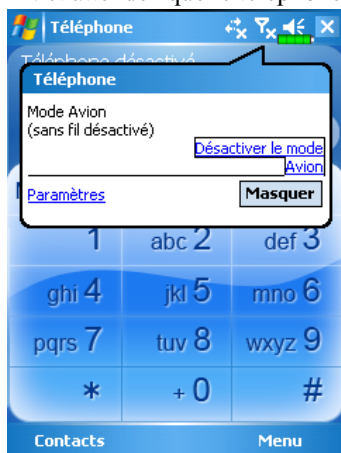 Téléphone
Téléphone désactivé
Téléphone
Mode Avion
(sans fil désactivé)
Désactiver le mode
Avion
Paramètres
Masquer
1
abc 2
def 3
ghi 4
jkl 5
mno 6
pqrs 7
tuv 8
wxyz 9
*
+ 0
#
Contacts
Menu